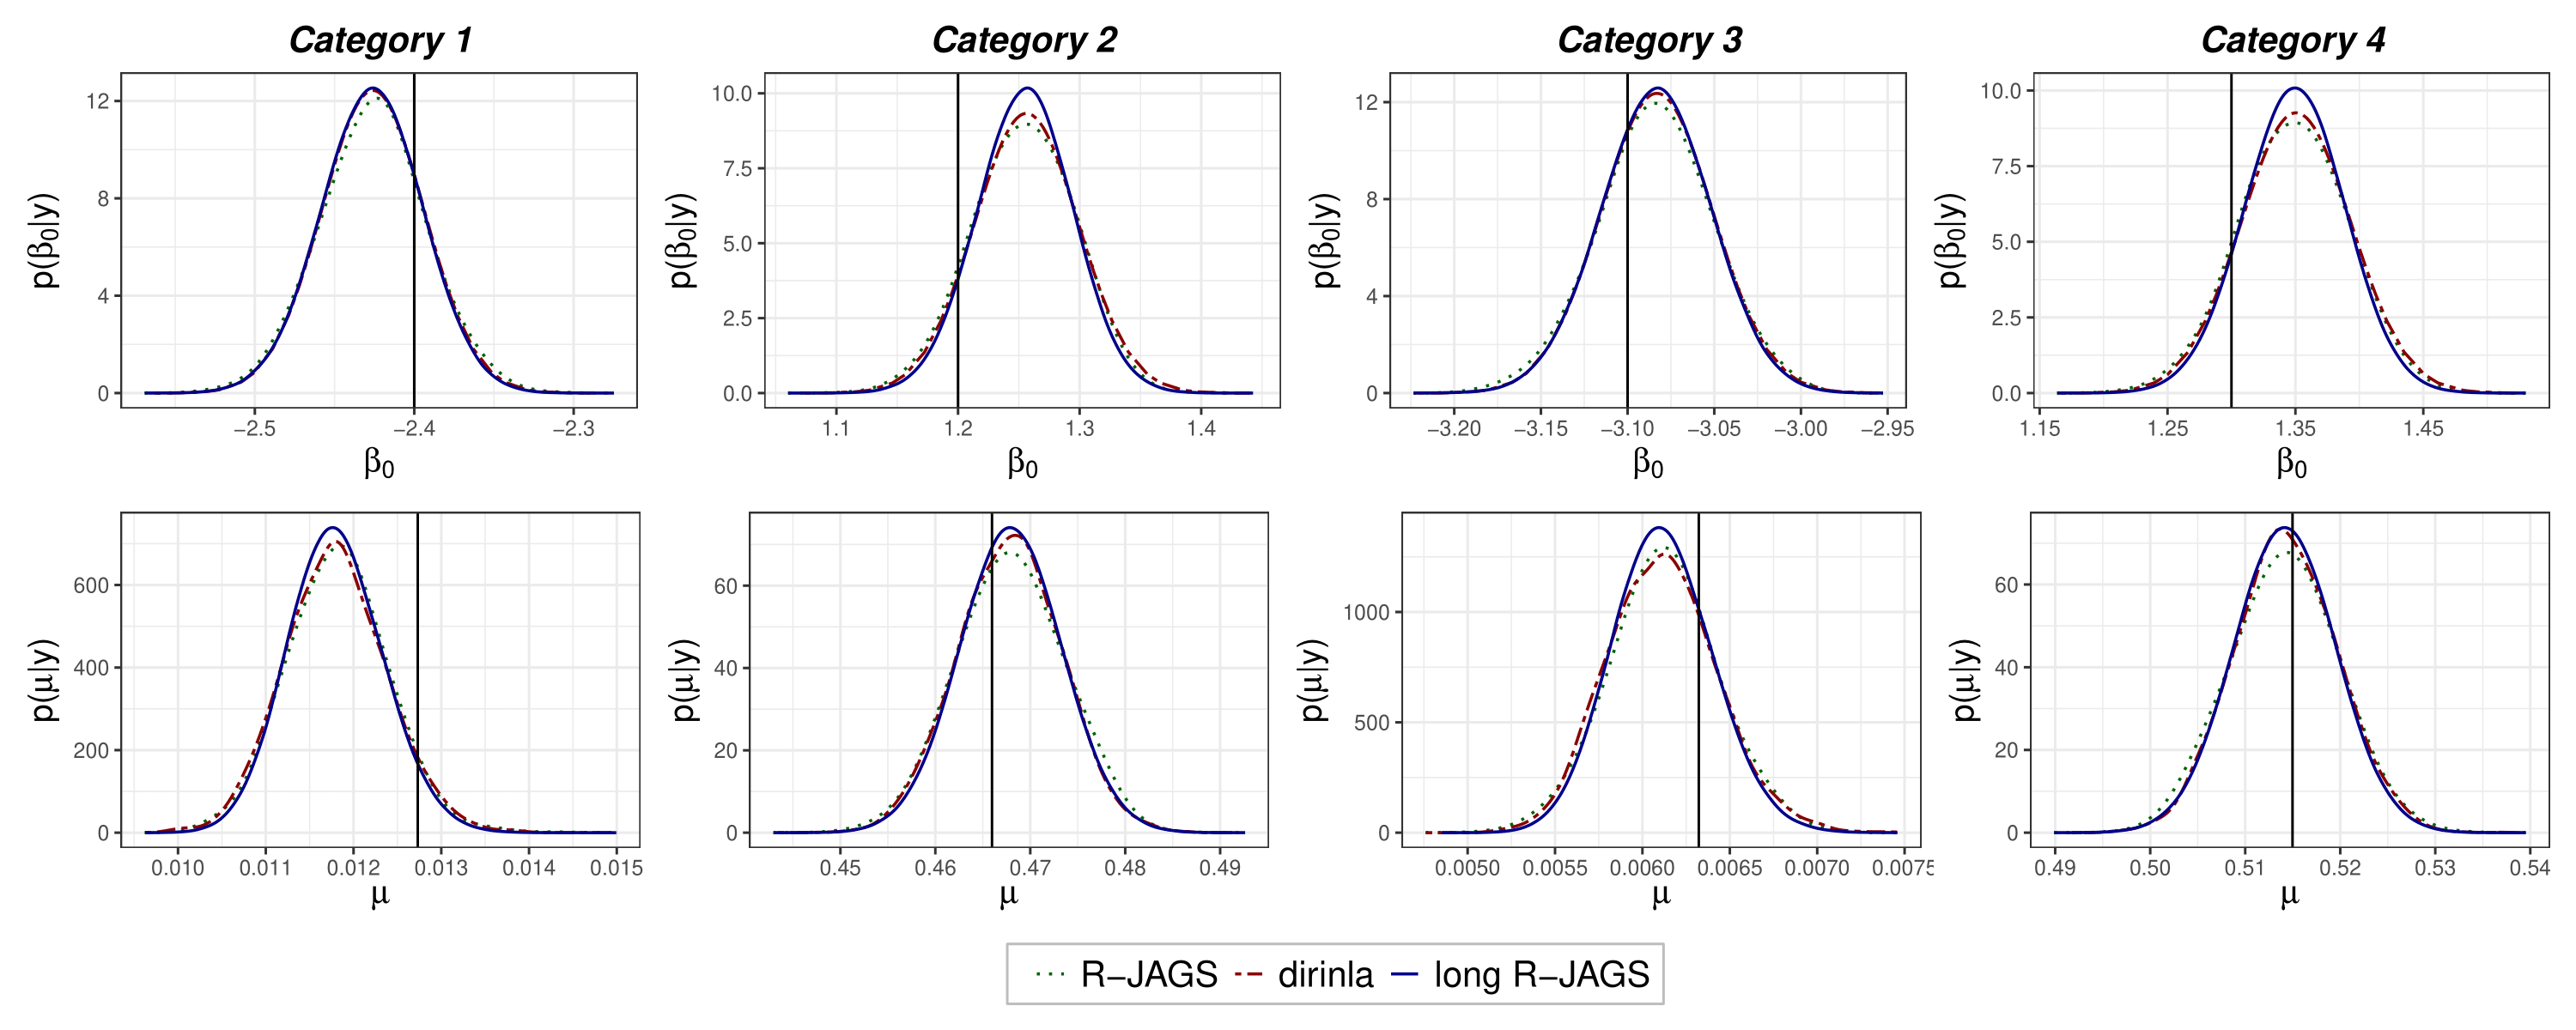 Category 1 Category 2 Category 3 Category 4
p(β0|y) 12 8 4 0
−2.5 −2.4 −2.3
β0
p(β0|y) 10.0 7.5 5.0 2.5 0.0
1.1 1.2 1.3 1.4
β0
p(β0|y) 12 8 4 0
−3.20 −3.15 −3.10 −3.05 −3.00 −2.95
β0
p(β0|y) 10.0 7.5 5.0 2.5 0.0
1.15 1.25 1.35 1.45
β0
p(μ|y) 600 400 200 0
0.010 0.011 0.012 0.013 0.014 0.015
μ
p(μ|y) 60 40 20 0
0.45 0.46 0.47 0.48 0.49
μ
p(μ|y) 1000 500 0
0.0050 0.0055 0.0060 0.0065 0.0070 0.0075
μ
p(μ|y) 60 40 20 0
0.49 0.50 0.51 0.52 0.53 0.54
μ
R−JAGS dirinla long R−JAGS